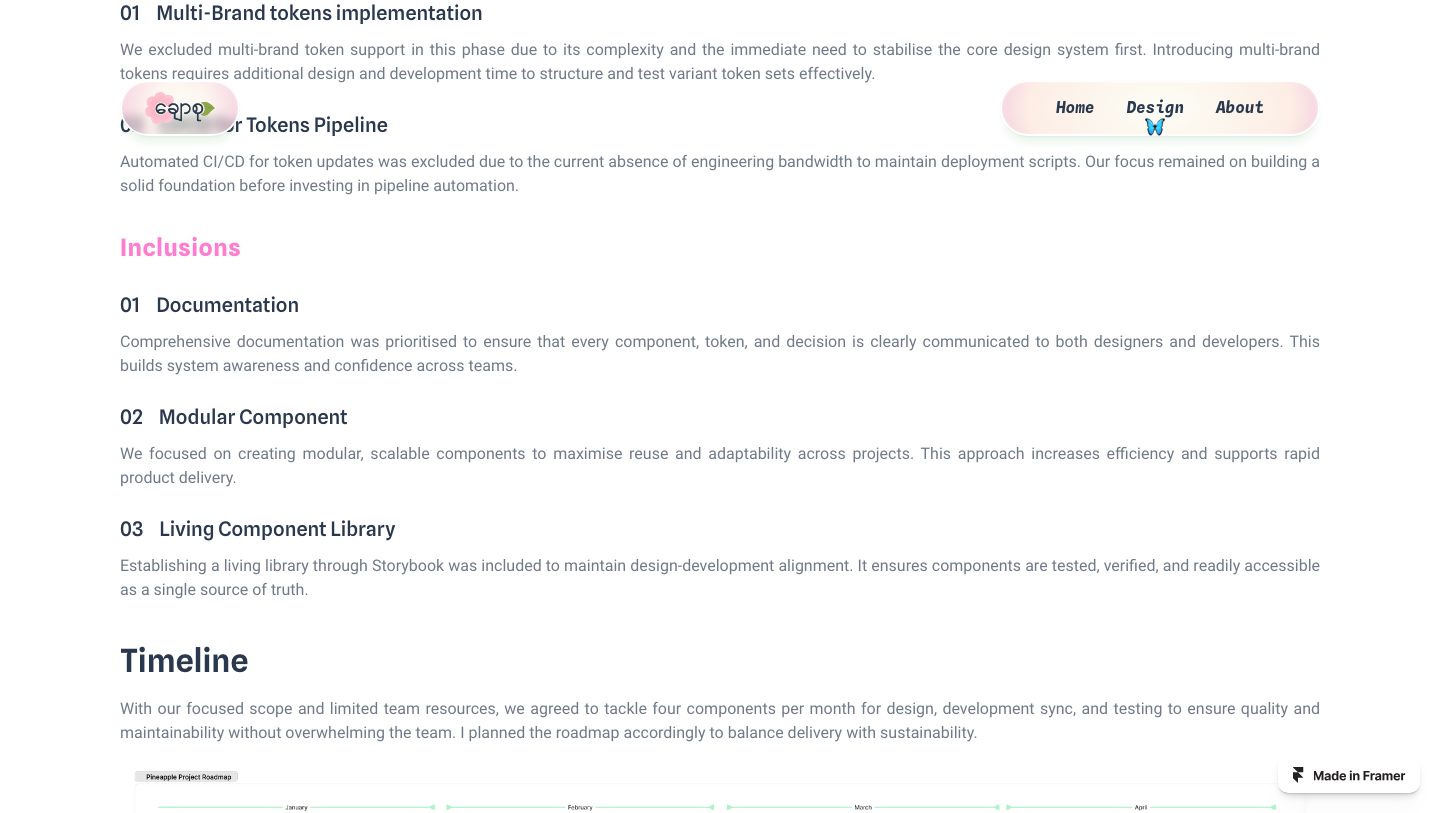 01 Multi-Brand tokens implementation
We excluded multi-brand token support in this phase due to its complexity and the immediate need to stabilise the core design system first. Introducing multi-brand
tokens requires additional design and development time to structure and test variant token sets effectively.
ချောစု
Home Design About
Tokens Pipeline
Automated CI/CD for token updates was excluded due to the current absence of engineering bandwidth to maintain deployment scripts. Our focus remained on building a
solid foundation before investing in pipeline automation.
Inclusions
01 Documentation
Comprehensive documentation was prioritised to ensure that every component, token, and decision is clearly communicated to both designers and developers. This
builds system awareness and confidence across teams.
02 Modular Component
We focused on creating modular, scalable components to maximise reuse and adaptability across projects. This approach increases efficiency and supports rapid
product delivery.
03 Living Component Library
Establishing a living library through Storybook was included to maintain design-development alignment. It ensures components are tested, verified, and readily accessible
as a single source of truth.
Timeline
With our focused scope and limited team resources, we agreed to tackle four components per month for design, development sync, and testing to ensure quality and
maintainability without overwhelming the team. I planned the roadmap accordingly to balance delivery with sustainability.
Pineapple Project Roadmap
Made in Framer
January February March April